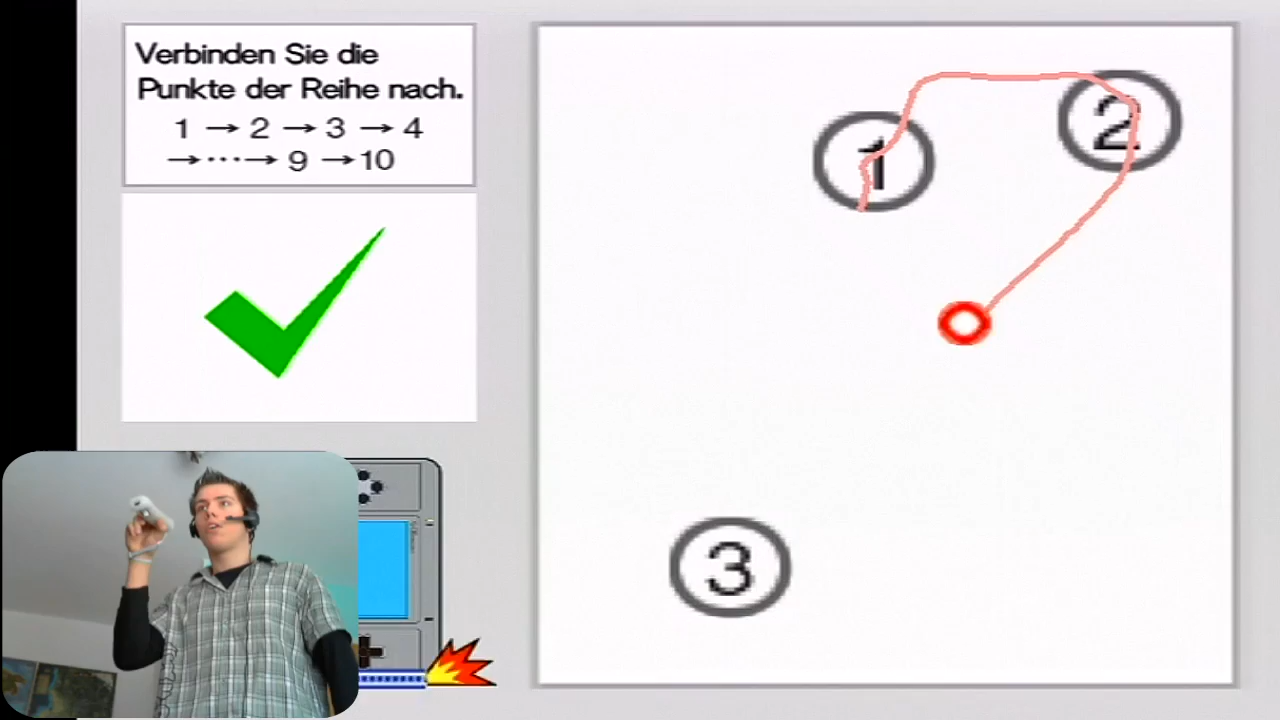 Verbinden Sie die
Punkte der Reihe nach.
1 → 2 → 3 → 4
→ ··· → 9 → 10
1
2
3